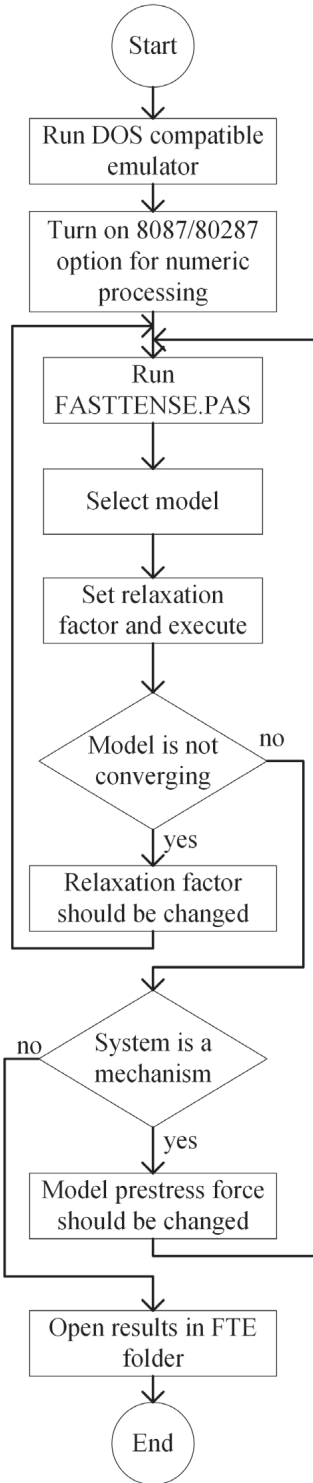 Start
Run DOS compatible
emulator
Turn on 8087/80287
option for numeric
processing
Run
FASTTENSE.PAS
Select model
Set relaxation
factor and execute
Model is not
converging
no
yes
Relaxation factor
should be changed
no
System is a
mechanism
yes
Model prestress force
should be changed
Open results in FTE
folder
End